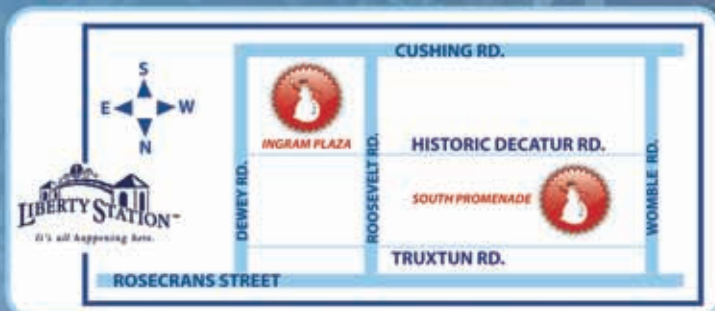 CUSHING RD.
S
E W
N
INGRAM PLAZA
HISTORIC DECATUR RD.
DEWEY RD.
ROOSEVELT RD.
SOUTH PROMENADE
WOMBLE RD.
LIBERTY STATION™
It's all happening here.
TRUXTUN RD.
ROSECRANS STREET